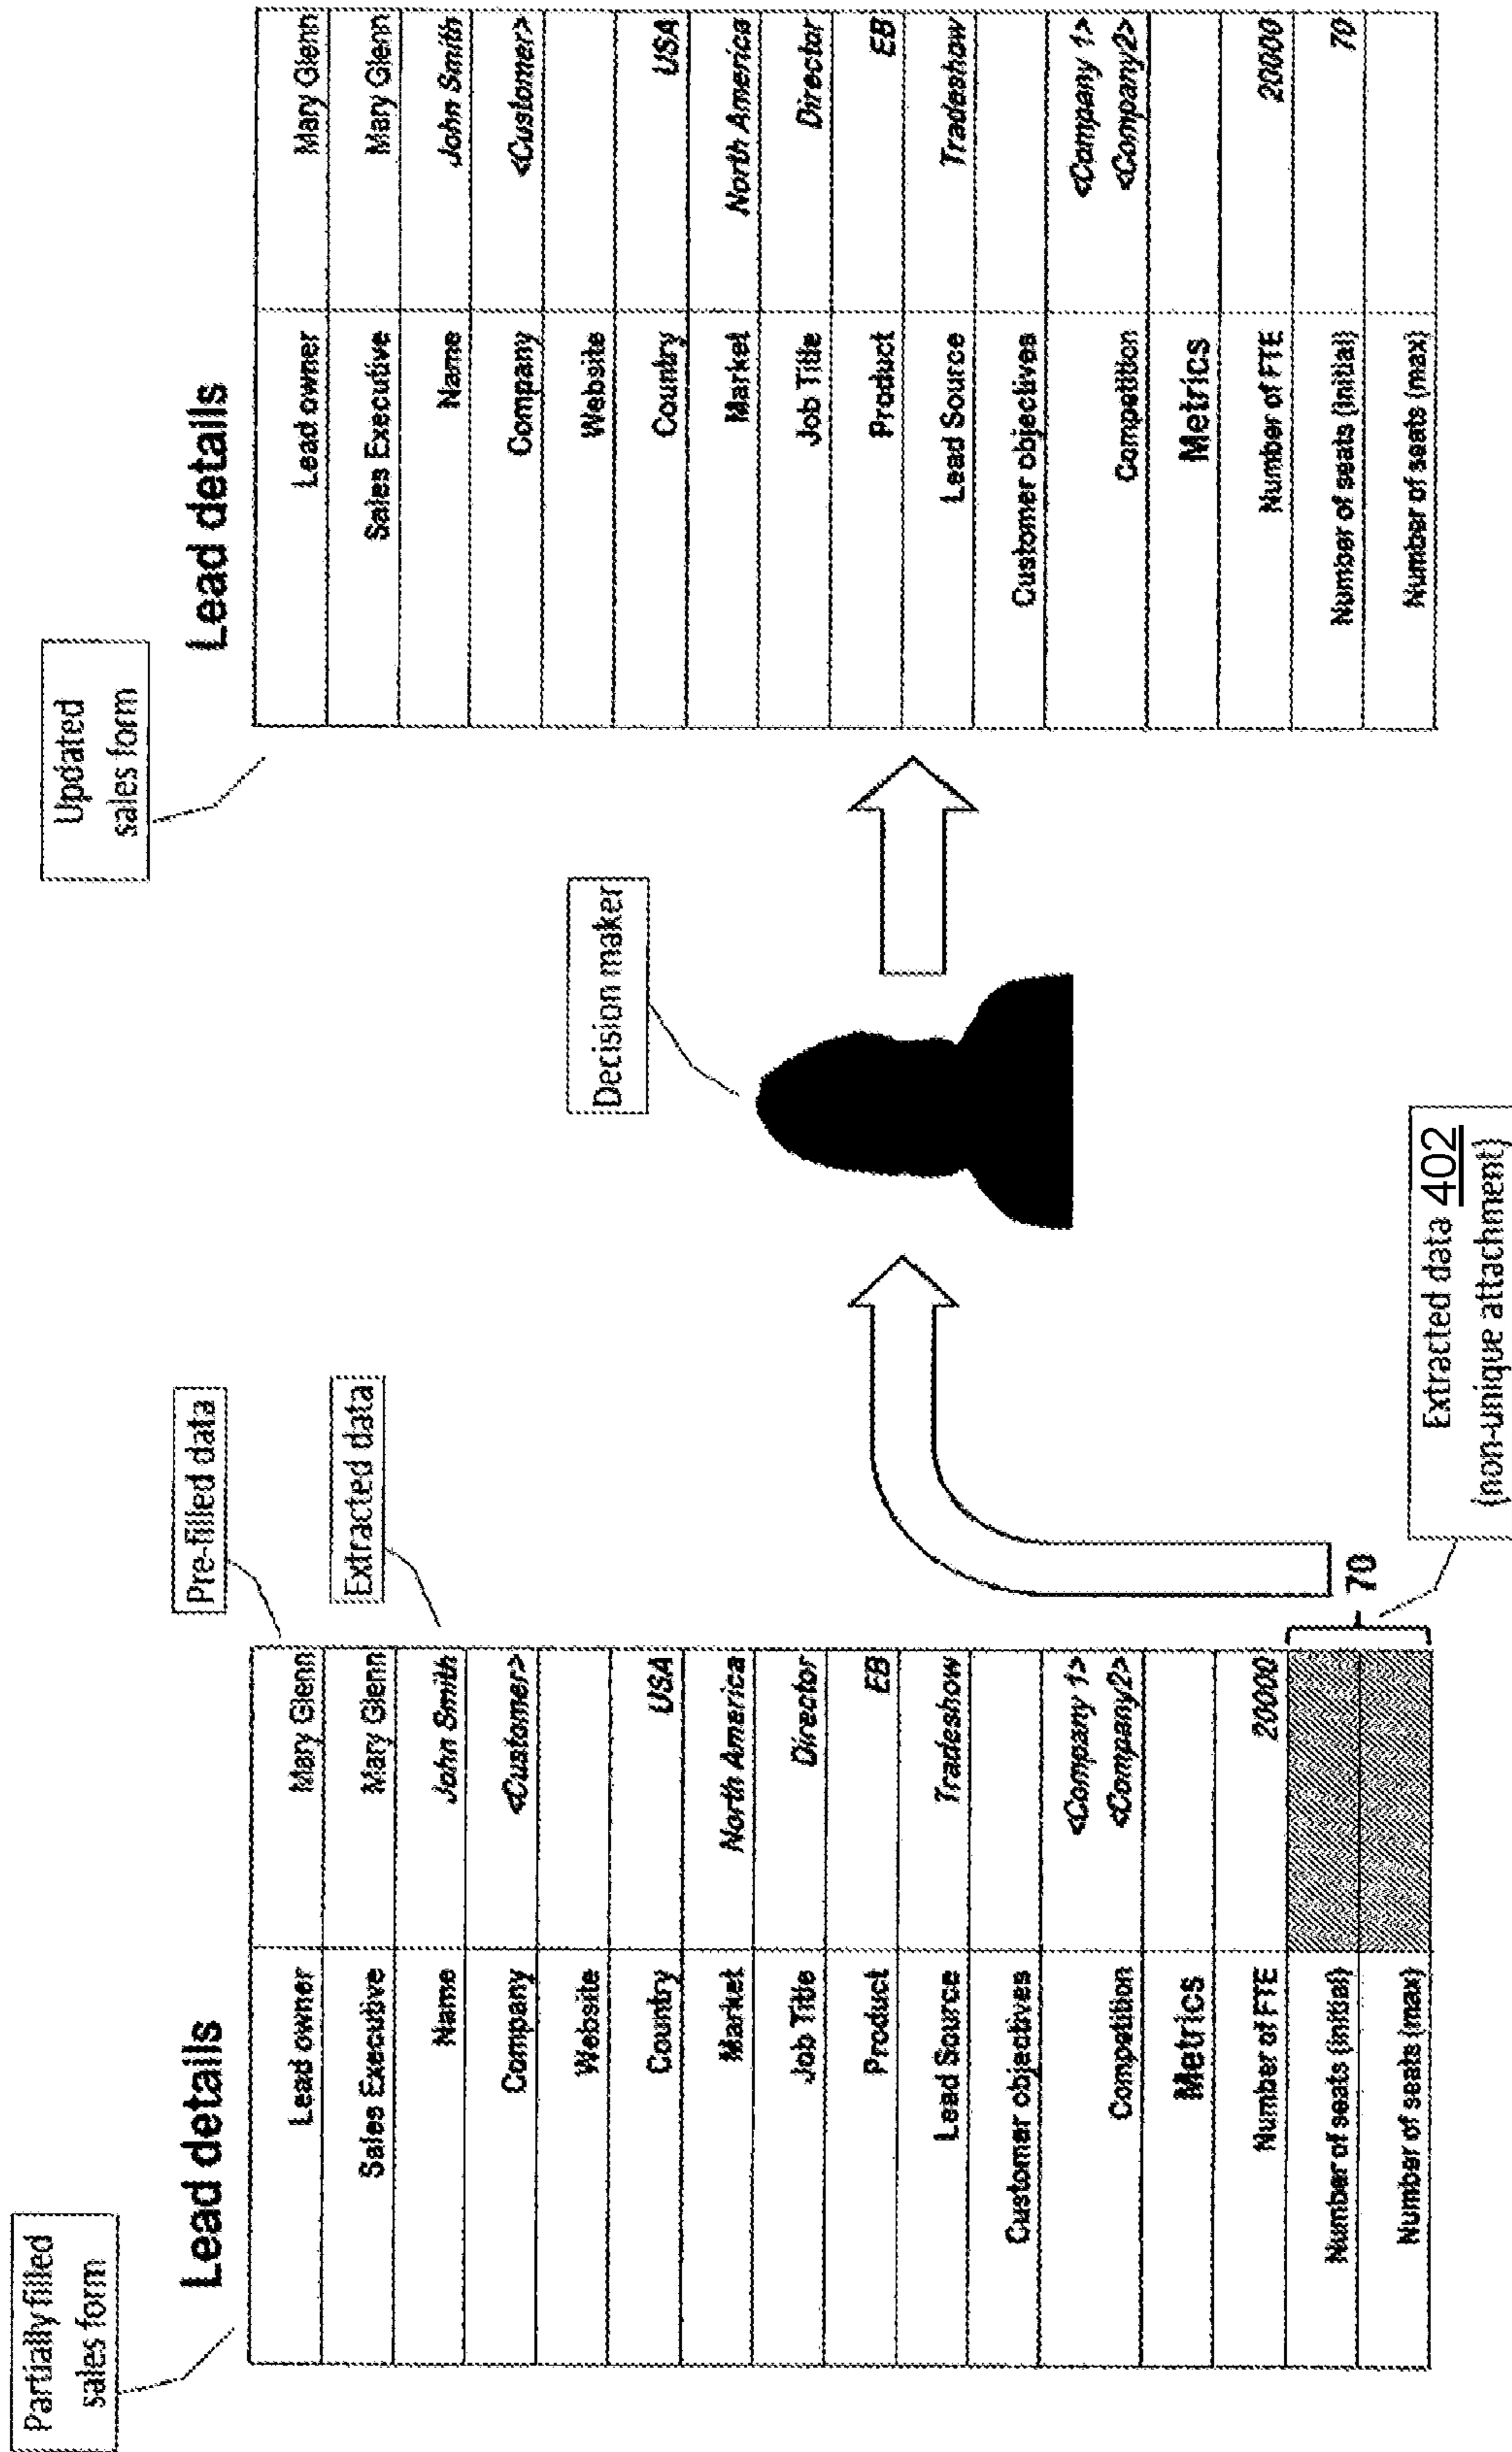 Partially filled
sales form
Lead details
Pre-filled data
Extracted data
Lead owner Mary Glenn
Sales Executive Mary Glenn
Name John Smith
Company <Customer>
Website
Country USA
Market North America
Job Title Director
Product EB
Lead Source Tradeshow
Customer objectives
Competition <Company 1>
<Company2>
Metrics
Number of FTE 20000
Number of seats (initial)
Number of seats (max)
70
Extracted data 402
(non-unique attachment)
Decision maker
Updated
sales form
Lead details
Lead owner Mary Glenn
Sales Executive Mary Glenn
Name John Smith
Company <Customer>
Website
Country USA
Market North America
Job Title Director
Product EB
Lead Source Tradeshow
Customer objectives
Competition <Company 1>
<Company2>
Metrics
Number of FTE 20000
Number of seats (initial) 70
Number of seats (max)